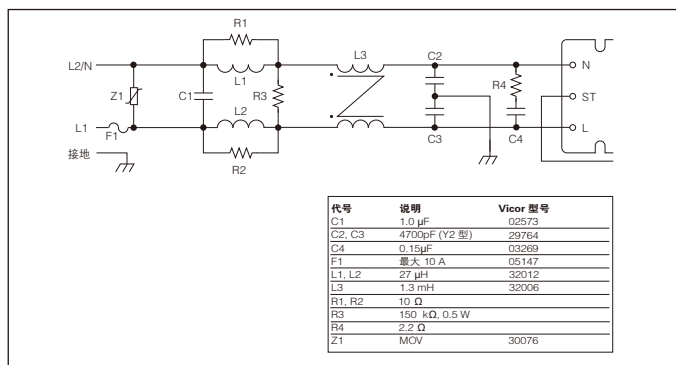 R1
L3
C2
L2/N
L1
R4
N
Z1
C1
R3
ST
L2
L1
F1
L
R2
C3
C4
接地
代号 说明 Vicor 型号
C1 1.0 µF 02573
C2, C3 4700pF (Y2 型) 29764
C4 0.15µF 03269
F1 最大 10 A 05147
L1, L2 27 µH 32012
L3 1.3 mH 32006
R1, R2 10 Ω
R3 150 kΩ, 0.5 W
R4 2.2 Ω
Z1 MOV 30076